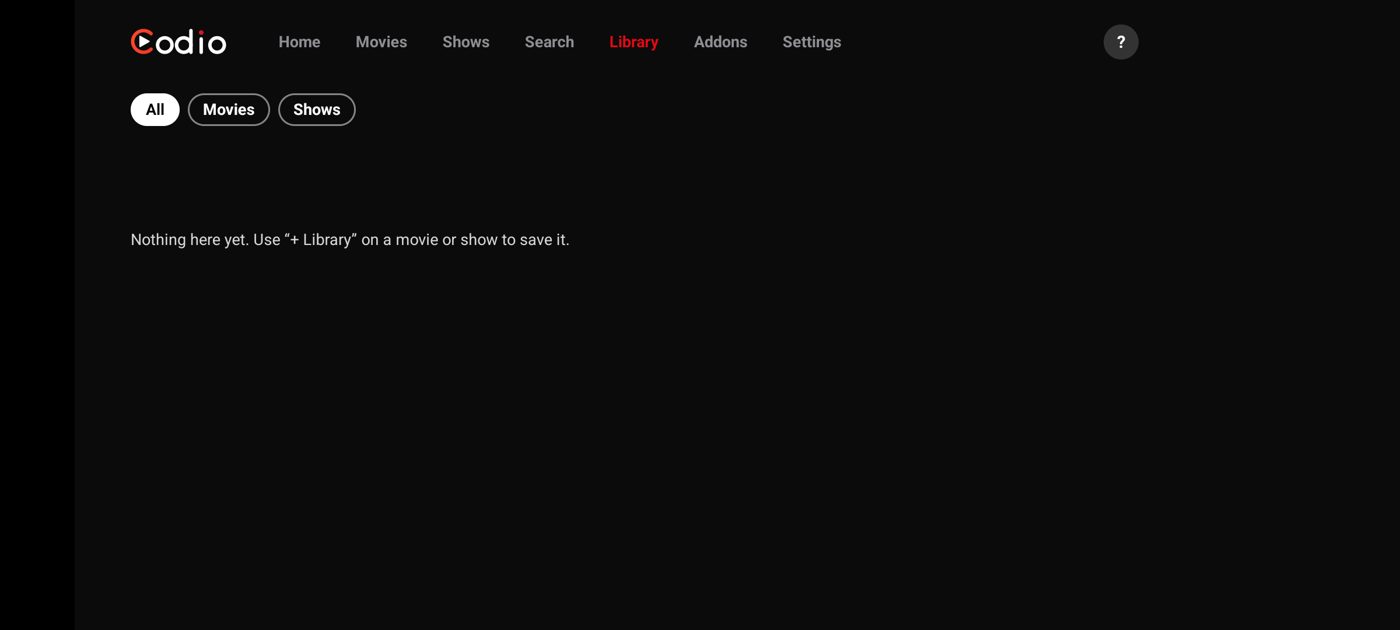 Codio
Home Movies Shows Search Library Addons Settings ?
All Movies Shows
Nothing here yet. Use “+ Library” on a movie or show to save it.